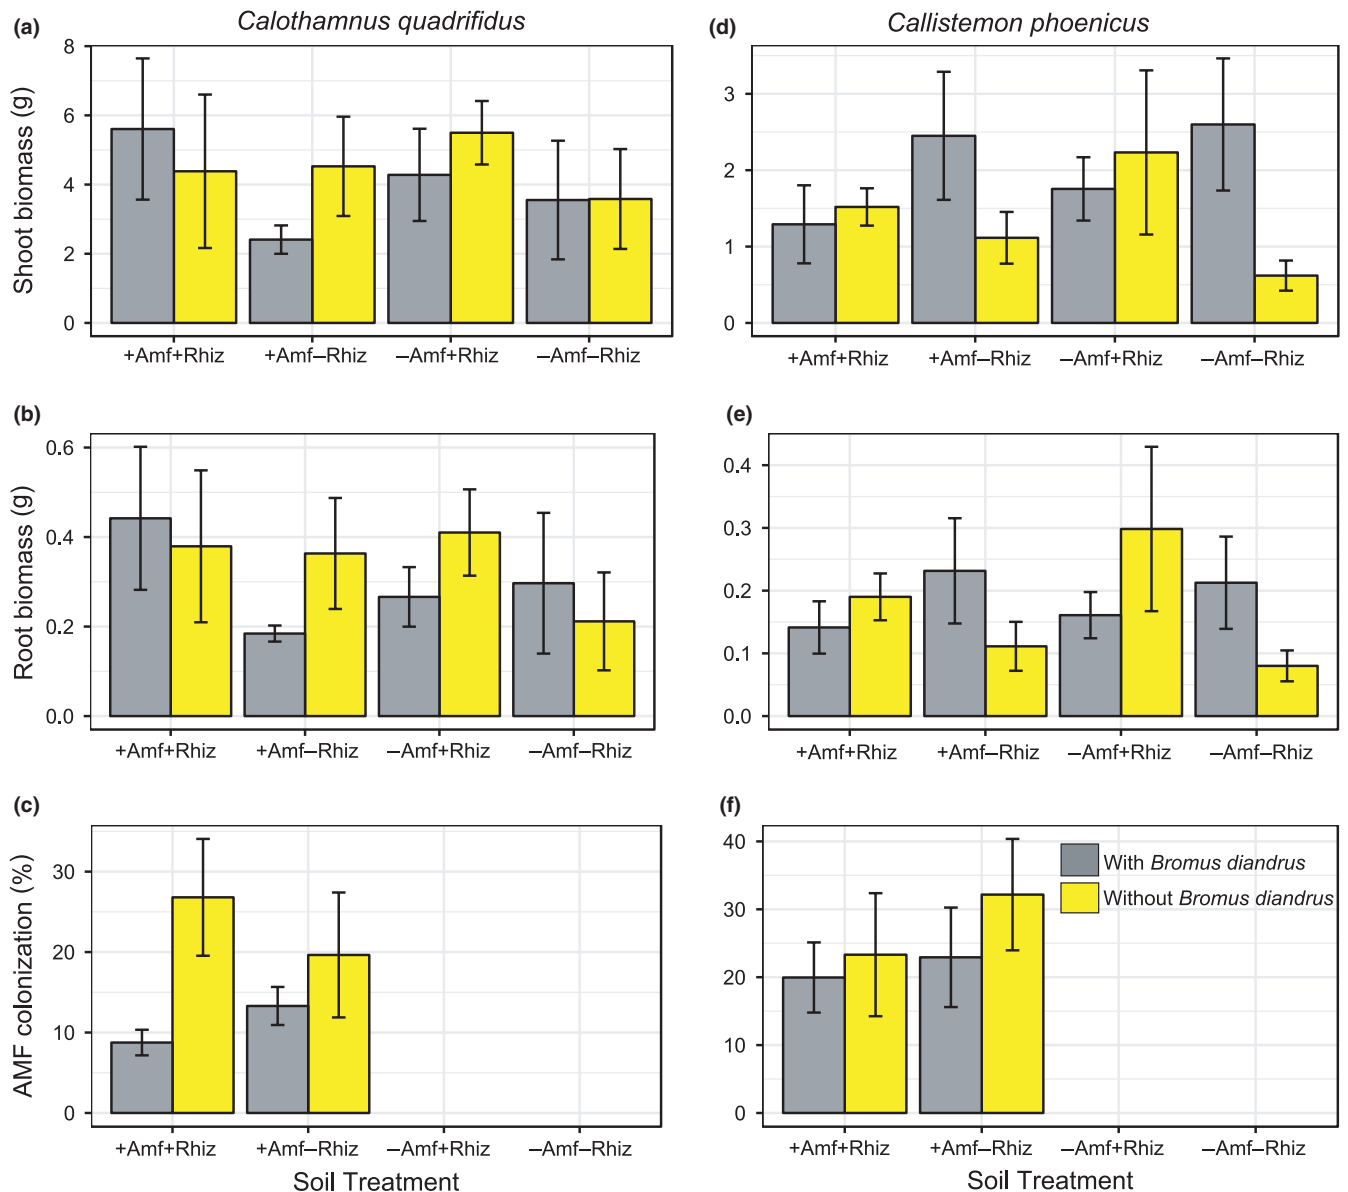 (a)
Calothamnus quadrifidus
Shoot biomass (g)
8
6
4
2
0
+Amf+Rhiz +Amf–Rhiz –Amf+Rhiz –Amf–Rhiz
(d)
Callistemon phoenicus
3
2
1
0
+Amf+Rhiz +Amf–Rhiz –Amf+Rhiz –Amf–Rhiz
(b)
Root biomass (g)
0.6
0.4
0.2
0.0
+Amf+Rhiz +Amf–Rhiz –Amf+Rhiz –Amf–Rhiz
(e)
0.4
0.3
0.2
0.1
0.0
+Amf+Rhiz +Amf–Rhiz –Amf+Rhiz –Amf–Rhiz
(c)
AMF colonization (%)
30
20
10
0
+Amf+Rhiz +Amf–Rhiz –Amf+Rhiz –Amf–Rhiz
Soil Treatment
(f)
40
30
20
10
0
With Bromus diandrus
Without Bromus diandrus
+Amf+Rhiz +Amf–Rhiz –Amf+Rhiz –Amf–Rhiz
Soil Treatment